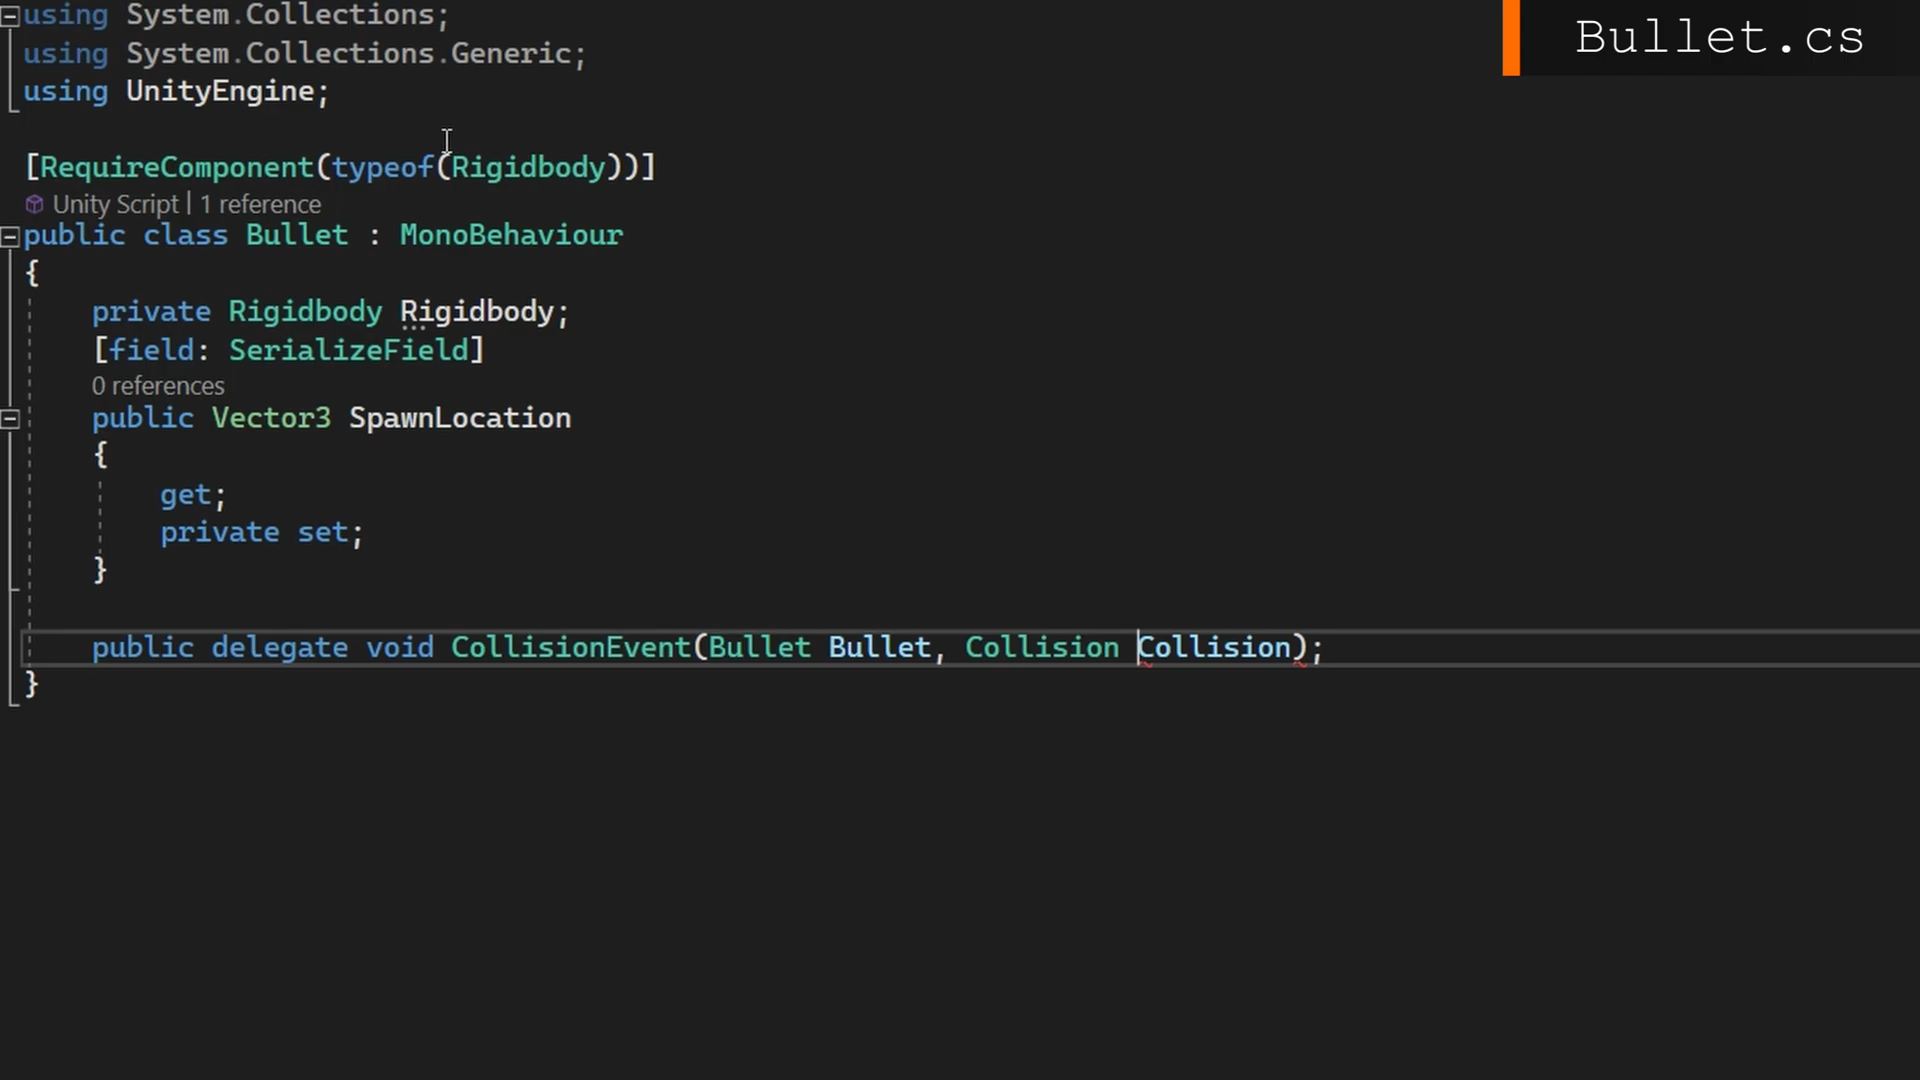 using System.Collections;
Bullet.cs
using System.Collections.Generic;
using UnityEngine;
[RequireComponent(typeof(Rigidbody))]
Unity Script | 1 reference
public class Bullet : MonoBehaviour
{
private Rigidbody Rigidbody;
[field: SerializeField]
0 references
public Vector3 SpawnLocation
{
get;
private set;
}
public delegate void CollisionEvent(Bullet Bullet, Collision Collision);
}